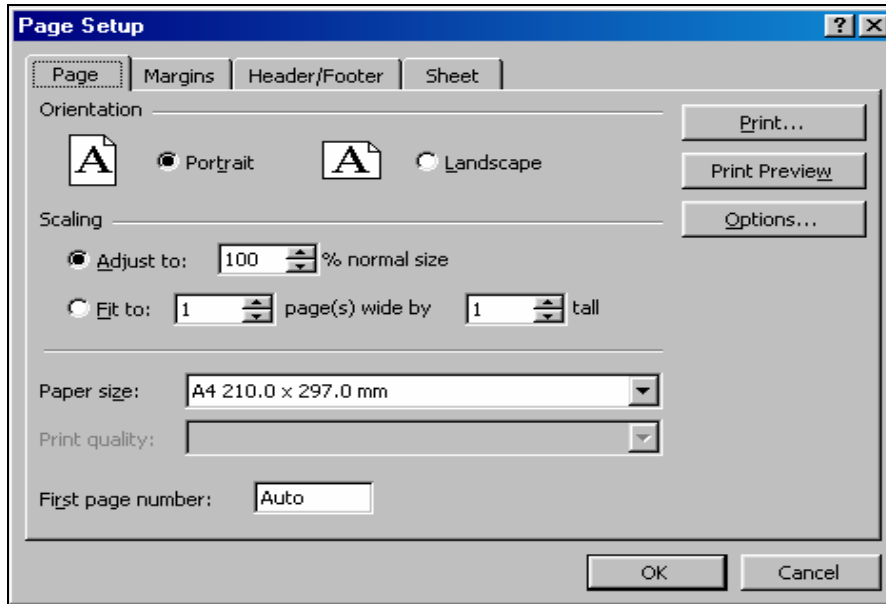 Page Setup
Page Margins Header/Footer Sheet
Orientation
A Portrait A Landscape
Print...
Print Preview
Options...
Scaling
Adjust to: 100 % normal size
Fit to: 1 page(s) wide by 1 tall
Paper size: A4 210.0 x 297.0 mm
Print quality:
First page number: Auto
OK Cancel